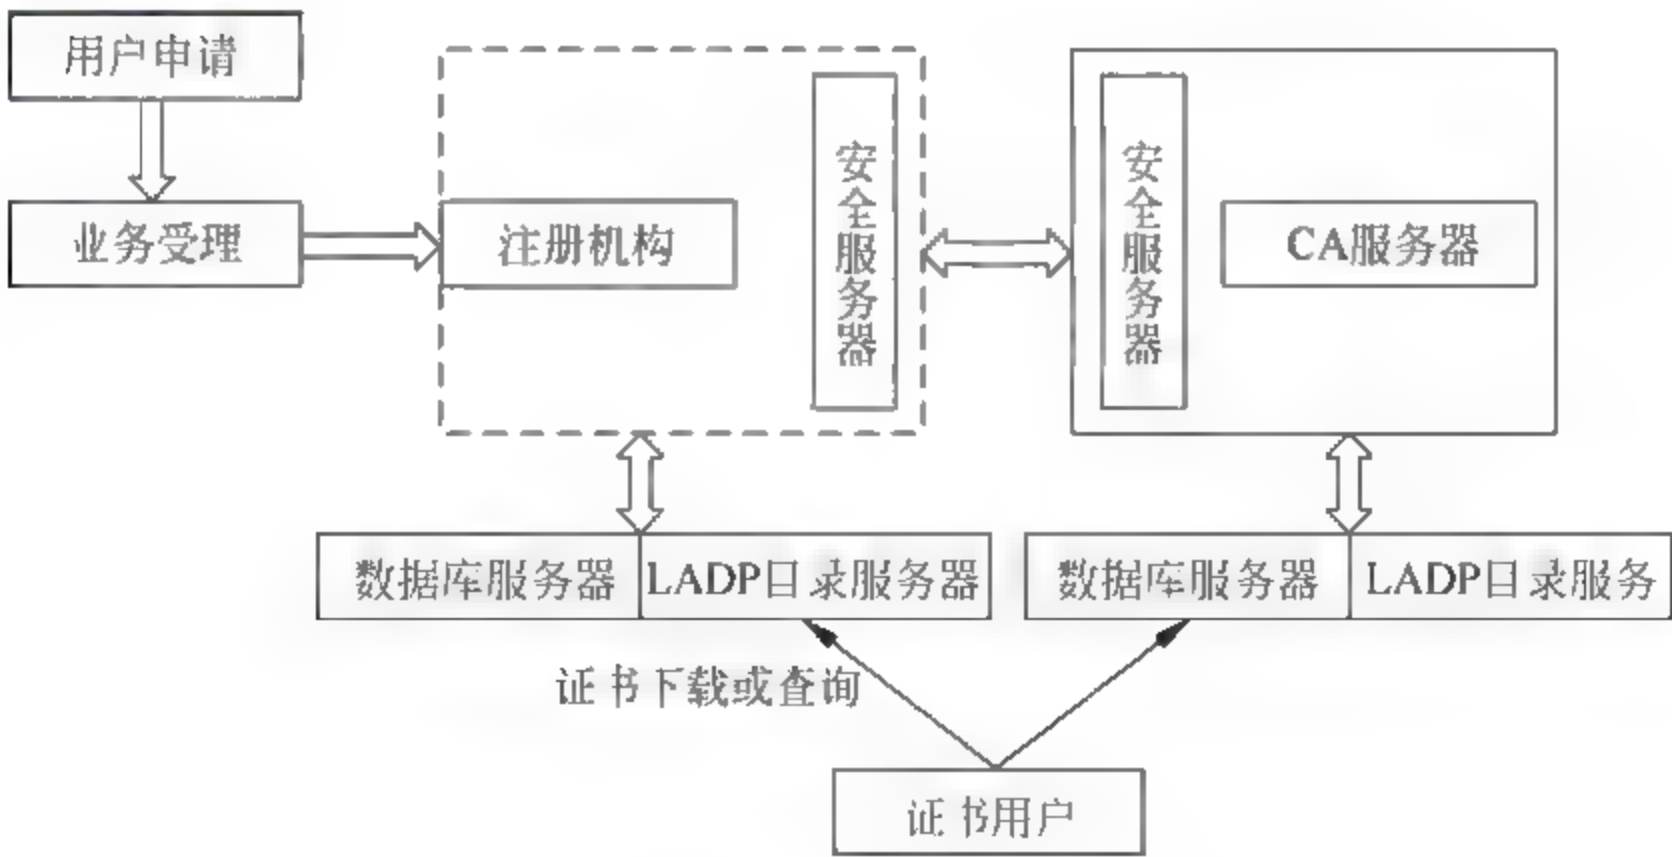 用户申请
业务受理
注册机构
安全服务器
安全服务器
CA服务器
数据库服务器
LADP目录服务器
数据库服务器
LADP目录服务
证书下载或查询
证书用户